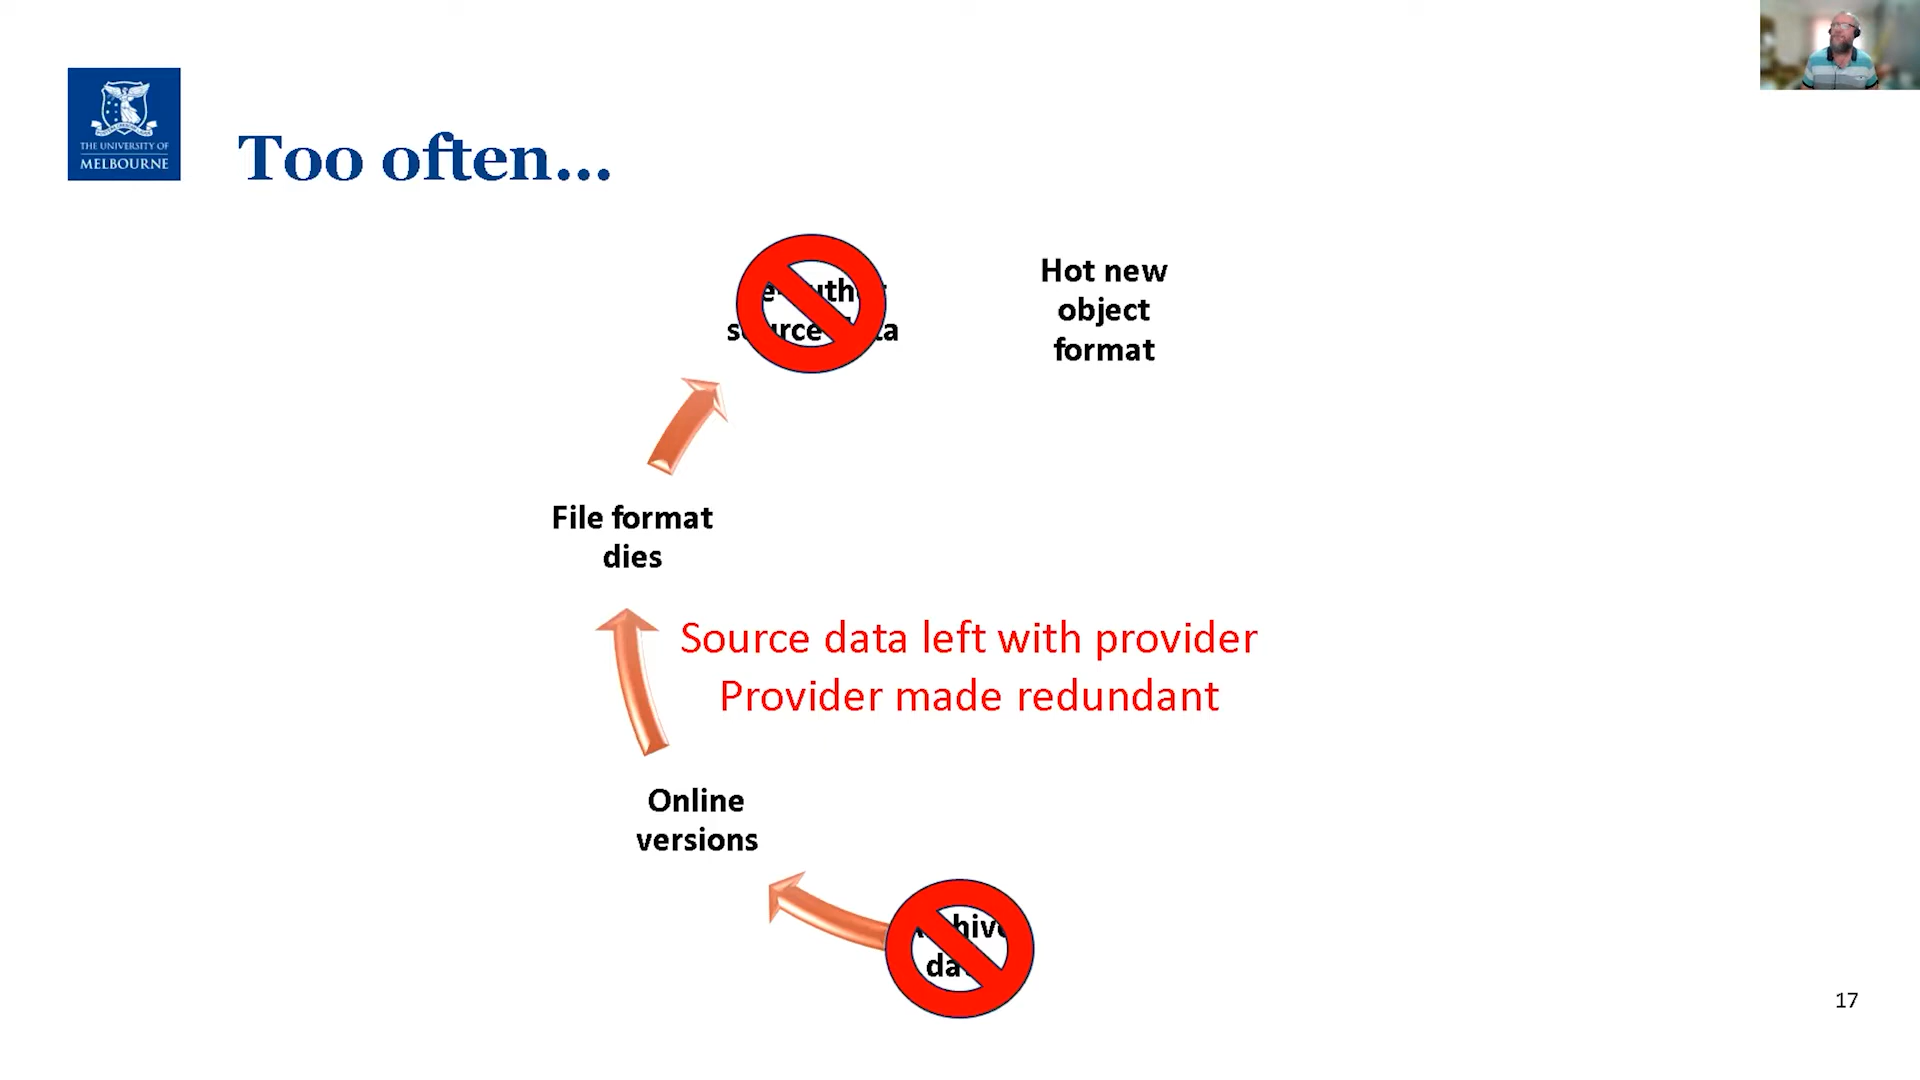 THE UNIVERSITY OF
MELBOURNE
Too often...
Hot new
object
format
File format
dies
Source data left with provider
Provider made redundant
Online
versions
17